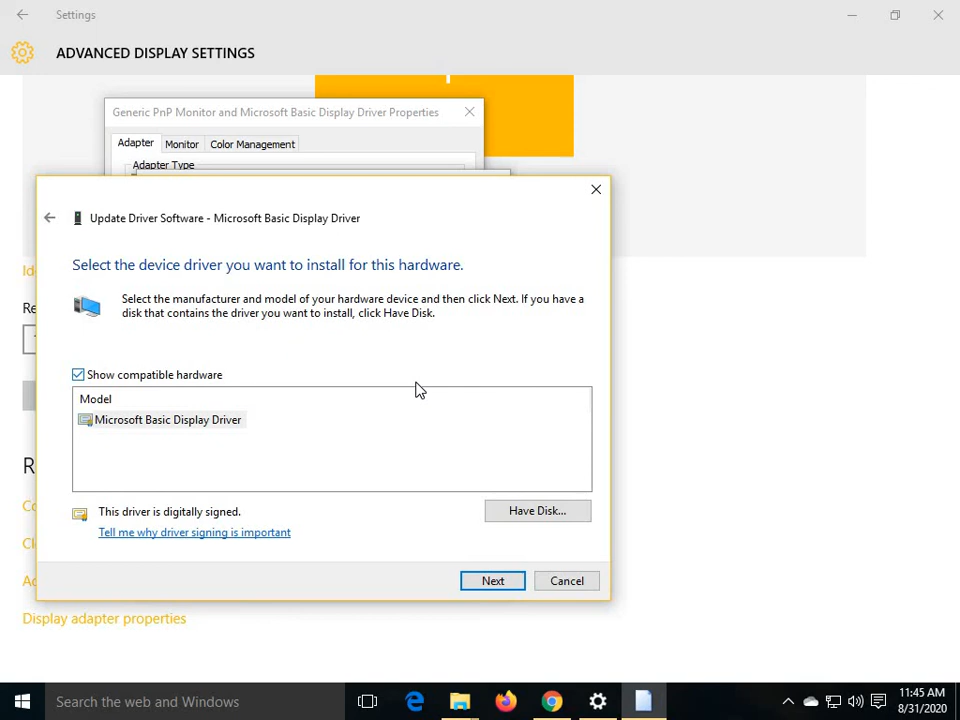 Settings
ADVANCED DISPLAY SETTINGS
Generic PnP Monitor and Microsoft Basic Display Driver Properties
Adapter Monitor Color Management
Adapter Type
Update Driver Software - Microsoft Basic Display Driver
Select the device driver you want to install for this hardware.
Select the manufacturer and model of your hardware device and then click Next. If you have a
disk that contains the driver you want to install, click Have Disk.
Show compatible hardware
Model
Microsoft Basic Display Driver
This driver is digitally signed.
Have Disk...
Tell me why driver signing is important
Next Cancel
Display adapter properties
Search the web and Windows
11:45 AM
8/31/2020